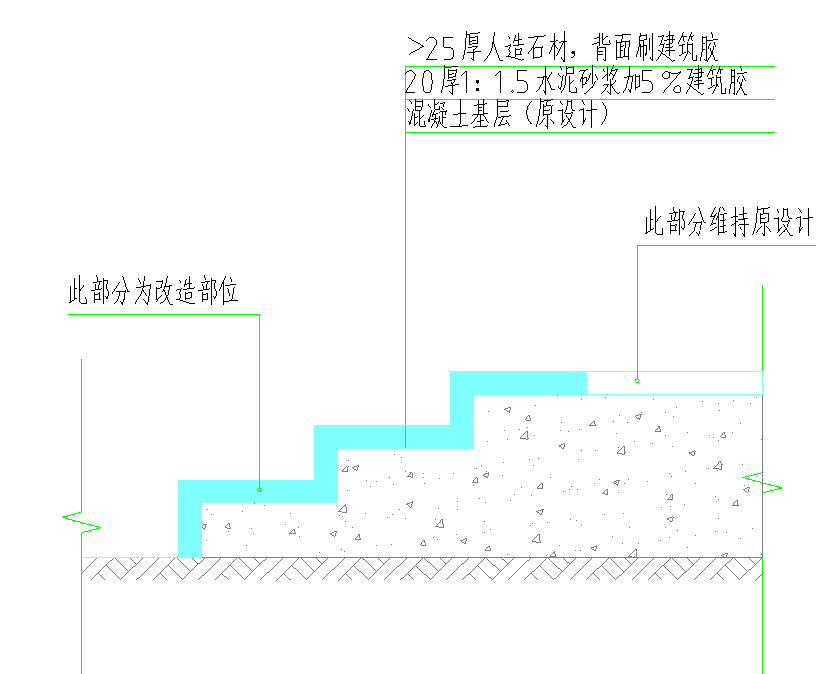 >25厚人造石材，背面刷建筑胶
20厚1：1.5水泥砂浆加5%建筑胶
混凝土基层（原设计）
此部分维持原设计
此部分为改造部位